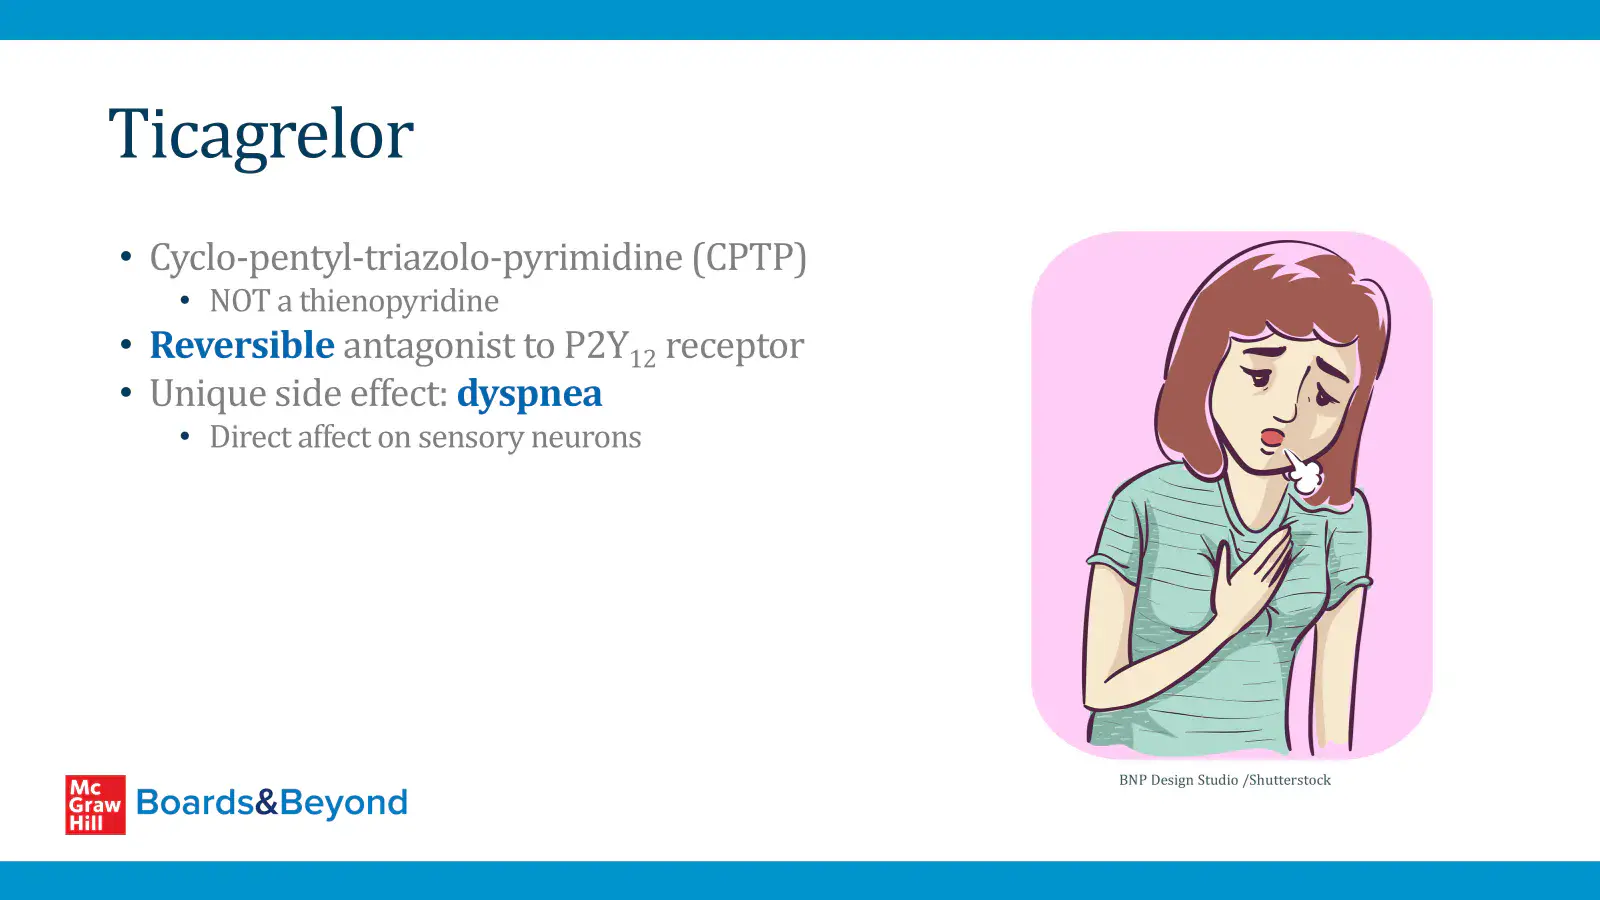 Ticagrelor
• Cyclo-pentyl-triazolo-pyrimidine (CPTP)
• NOT a thienopyridine
• Reversible antagonist to P2Y12 receptor
• Unique side effect: dyspnea
• Direct affect on sensory neurons
BNP Design Studio /Shutterstock
Mc
Graw
Hill
Boards&Beyond